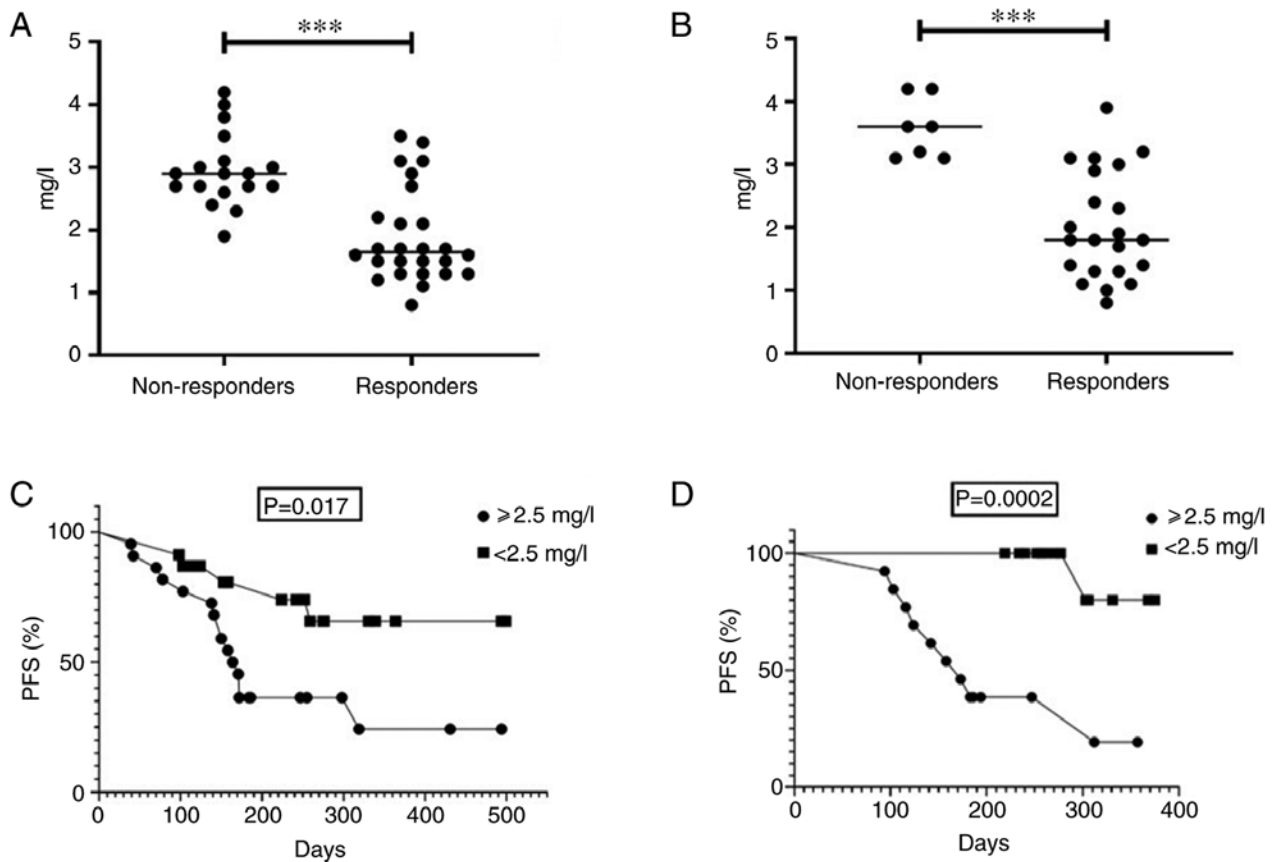 A
***
5
4
3
2
1
0
mg/l
Non-responders
Responders
B
***
5
4
3
2
1
0
mg/l
Non-responders
Responders
C
P=0.017
⩾2.5 mg/l
<2.5 mg/l
100
50
0
PFS (%)
0 100 200 300 400 500
Days
D
P=0.0002
⩾2.5 mg/l
<2.5 mg/l
100
50
0
PFS (%)
0 100 200 300 400
Days